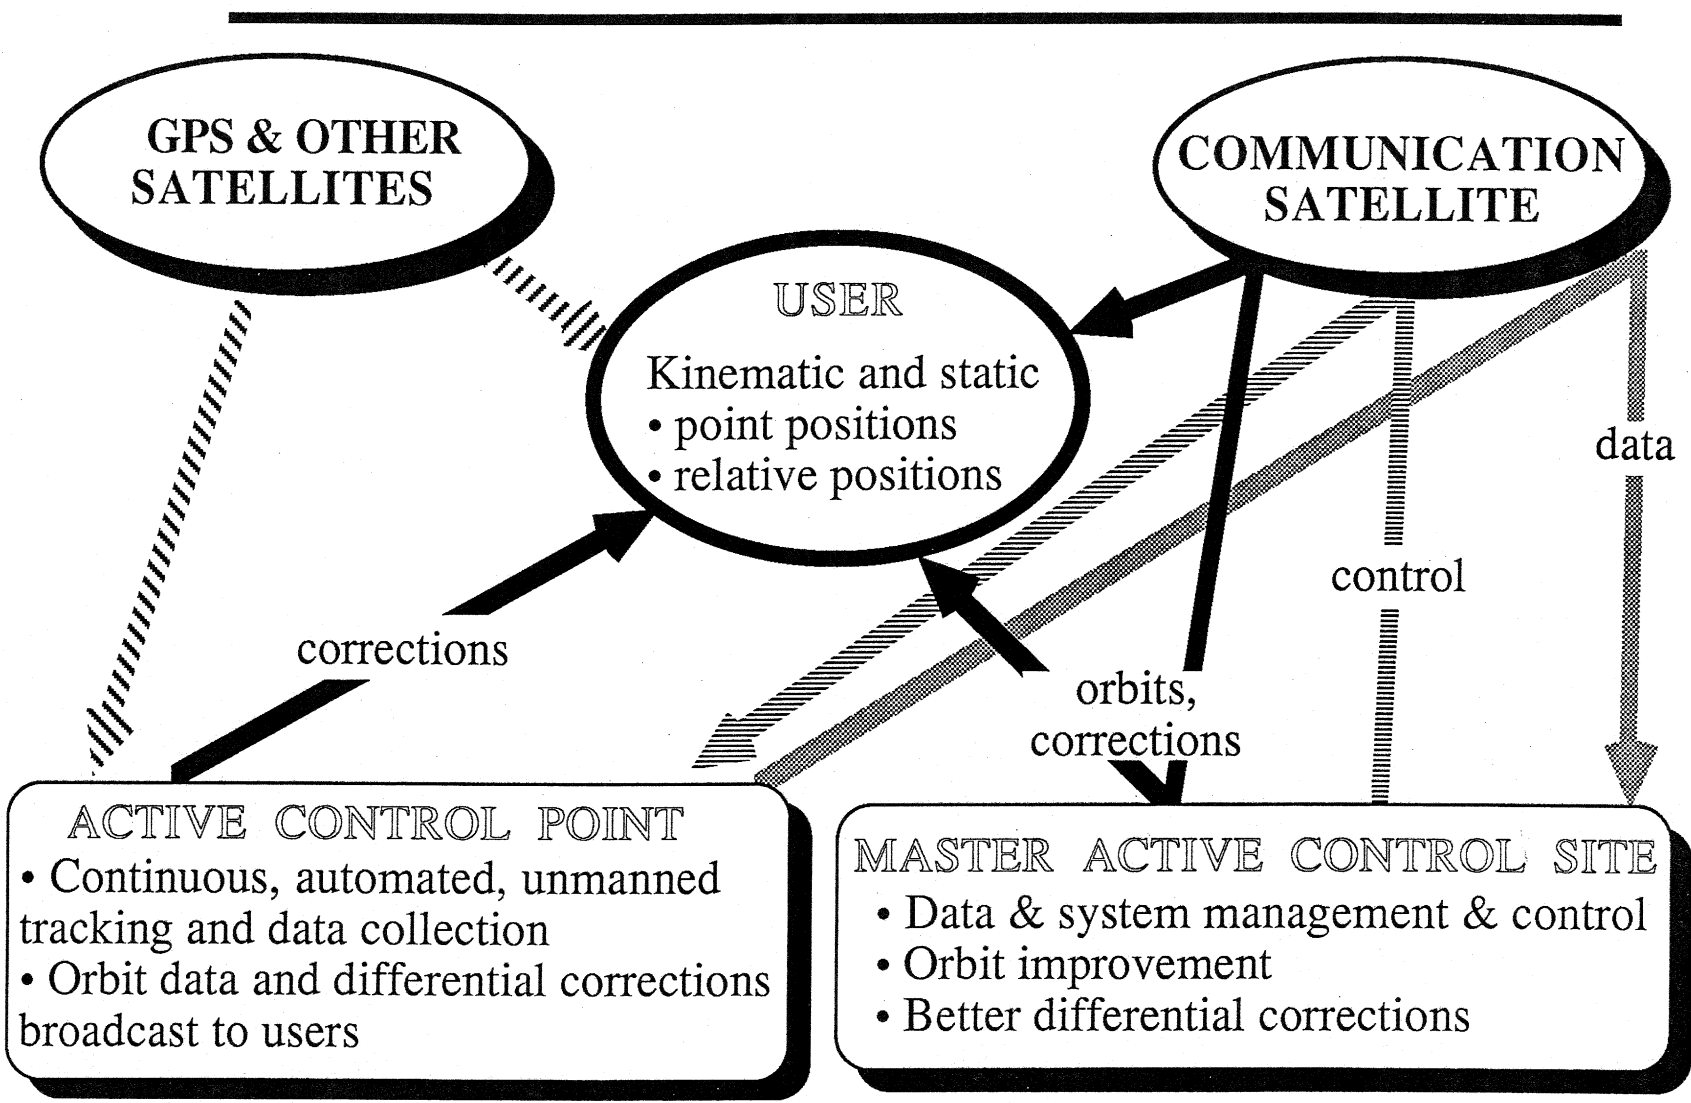 GPS & OTHER
SATELLITES
COMMUNICATION
SATELLITE
USER
Kinematic and static
• point positions
• relative positions
data
control
corrections
orbits,
corrections
ACTIVE CONTROL POINT
• Continuous, automated, unmanned
tracking and data collection
• Orbit data and differential corrections
broadcast to users
MASTER ACTIVE CONTROL SITE
• Data & system management & control
• Orbit improvement
• Better differential corrections